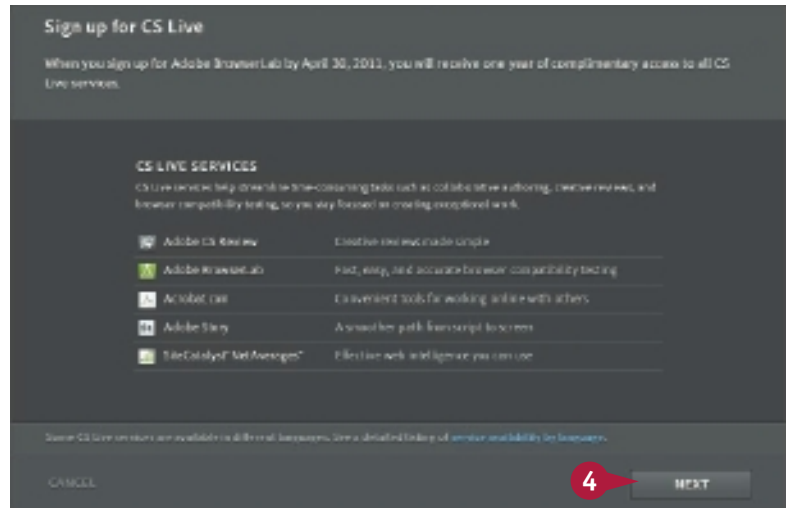 Sign up for CS Live
When you sign up for Adobe BrowserLab by April 30, 2011, you will receive one year of complimentary access to all CS
Live services.
CS LIVE SERVICES
CS Live services help streamline time-consuming tasks such as collaborative authoring, creative reviews, and
browser compatibility testing, so you stay focused on creating exceptional work.
Adobe CS Review Creative reviews made simple
Adobe BrowserLab Fast, easy, and accurate browser compatibility testing
Acrobat.com Convenient tools for working online with others
Adobe Story A smoother path from script to screen
SiteCatalyst® NetAverages™ Effective web intelligence you can use
Some CS Live services are available in different languages. See a detailed listing of service availability by language.
CANCEL 4 NEXT